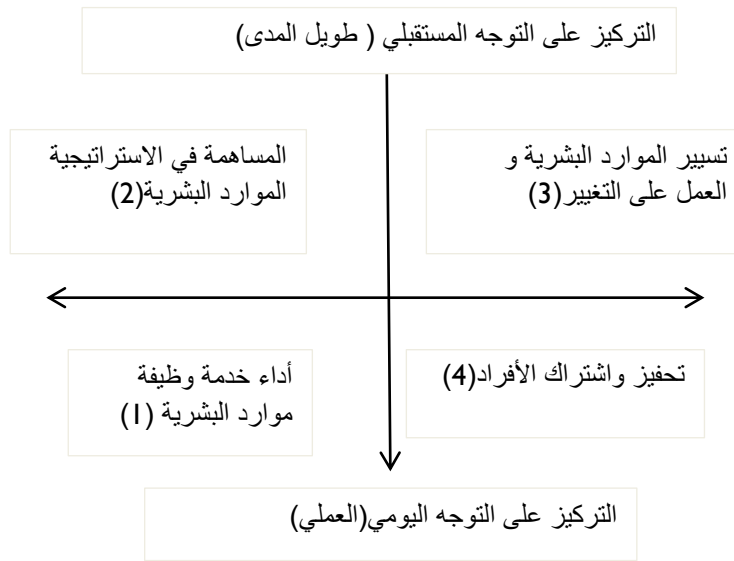 التركيز على التوجه المستقبلي ( طويل المدى)
تسيير الموارد البشرية و
العمل على التغيير(3)
المساهمة في الاستراتيجية
الموارد البشرية(2)
تحفيز واشتراك الأفراد(4)
أداء خدمة وظيفة
موارد البشرية (1)
التركيز على التوجه اليومي(العملي)